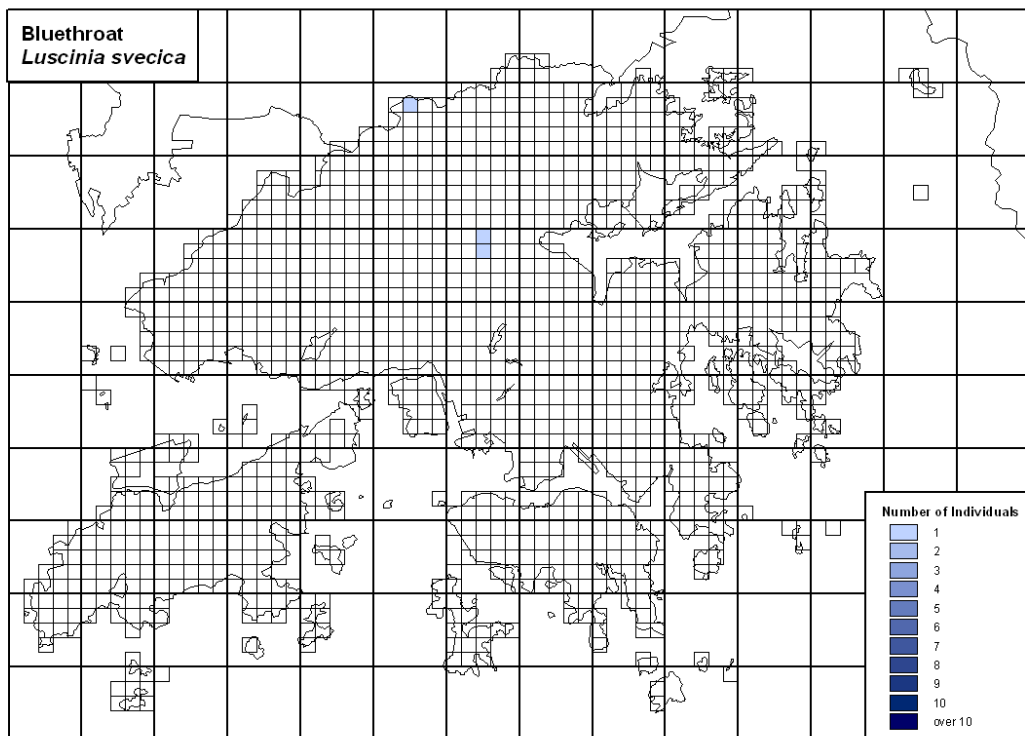 Bluethroat
Luscinia svecica
Number of Individuals
1
2
3
4
5
6
7
8
9
10
over 10